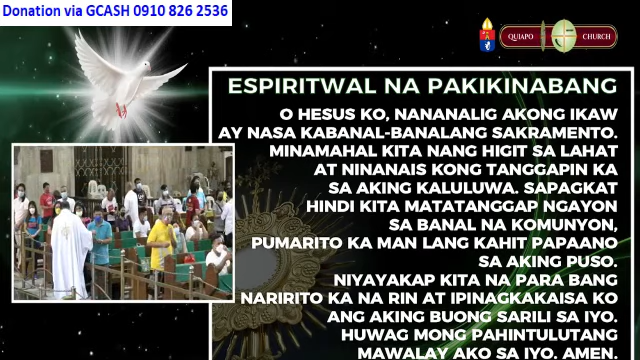 Donation via GCASH 0910 826 2536
QUIAPO CHURCH
ESPIRITWAL NA PAKIKINABANG
O HESUS KO, NANANALIG AKONG IKAW
AY NASA KABANAL-BANALANG SAKRAMENTO.
MINAMAHAL KITA NANG HIGIT SA LAHAT
AT NINANAIS KONG TANGGAPIN KA
SA AKING KALULUWA. SAPAGKAT
HINDI KITA MATATANGGAP NGAYON
SA BANAL NA KOMUNYON,
PUMARITO KA MAN LANG KAHIT PAPAANO
SA AKING PUSO.
NIYAYAKAP KITA NA PARA BANG
NARIRITO KA NA RIN AT IPINAGKAKAISA KO
ANG AKING BUONG SARILI SA IYO.
HUWAG MONG PAHINTULUTANG
MAWALAY AKO SA IYO. AMEN.